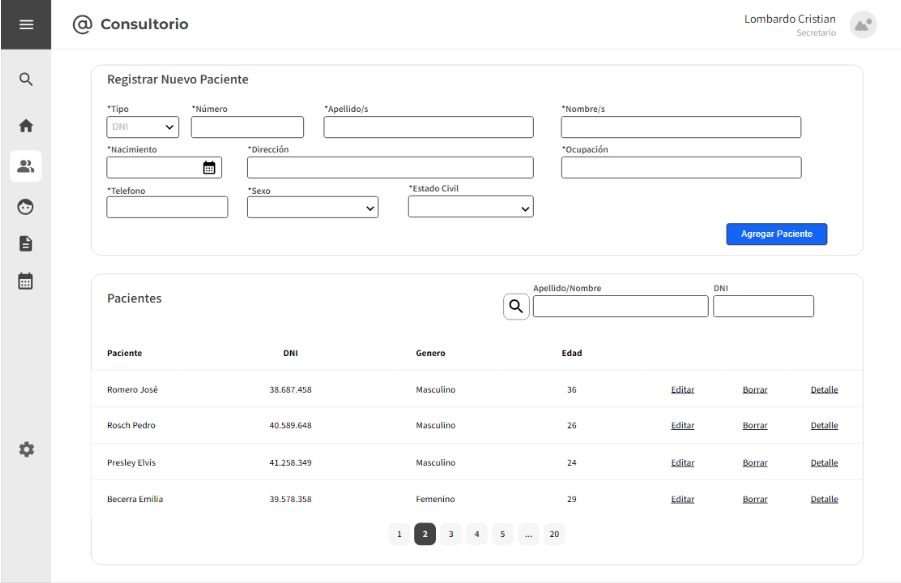 @ Consultorio
Lombardo Cristian
Secretario
Registrar Nuevo Paciente
*Tipo *Número *Apellido/s *Nombre/s
DNI
*Nacimiento *Dirección *Ocupación
*Telefono *Sexo *Estado Civil
Agregar Paciente
Pacientes
Apellido/Nombre DNI
Paciente DNI Genero Edad
Romero José 38.687.458 Masculino 36 Editar Borrar Detalle
Rosch Pedro 40.589.648 Masculino 26 Editar Borrar Detalle
Presley Elvis 41.258.349 Masculino 24 Editar Borrar Detalle
Becerra Emilia 39.578.358 Femenino 29 Editar Borrar Detalle
1 2 3 4 5 ... 20